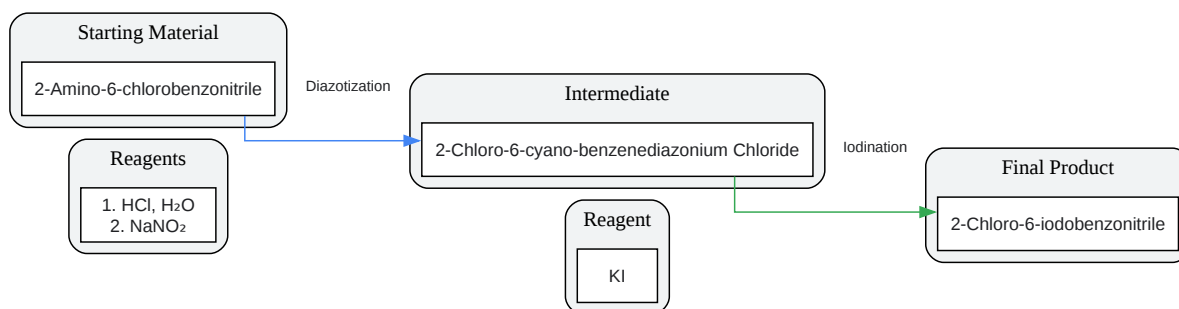 Starting Material
2-Amino-6-chlorobenzonitrile
Reagents
1. HCl, H₂O
2. NaNO₂
Diazotization
Intermediate
2-Chloro-6-cyano-benzenediazonium Chloride
Reagent
KI
Iodination
Final Product
2-Chloro-6-iodobenzonitrile